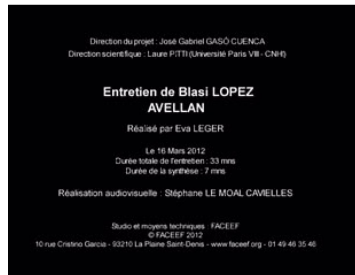 Direction du projet : José Gabriel GASÓ CUENCA
Direction scientifique : Laure PITTI (Université Paris VIII - CNHI)
Entretien de Blasi LOPEZ
AVELLAN
Réalisé par Eva LEGER
Le 16 Mars 2012
Durée totale de l'entretien : 33 mns
Durée de la synthèse : 7 mns
Réalisation audiovisuelle : Stéphane LE MOAL CAVIELLES
Studio et moyens techniques : FACEEF
© FACEEF 2012
10 rue Cristino Garcia - 93210 La Plaine Saint-Denis - www.faceef.org - 01 49 46 35 46